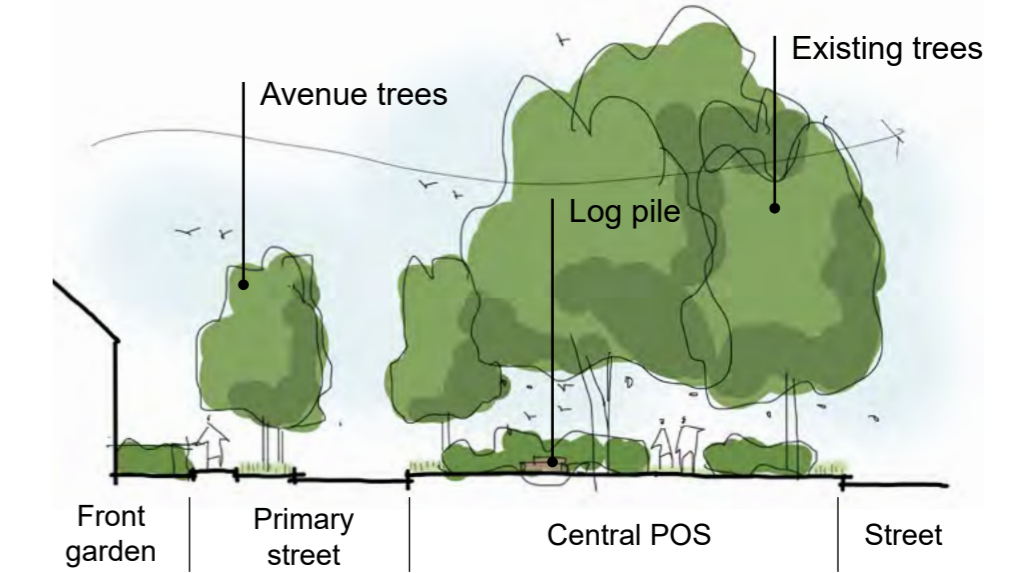 Existing trees
Avenue trees
Log pile
Front
garden
Primary
street
Central POS
Street